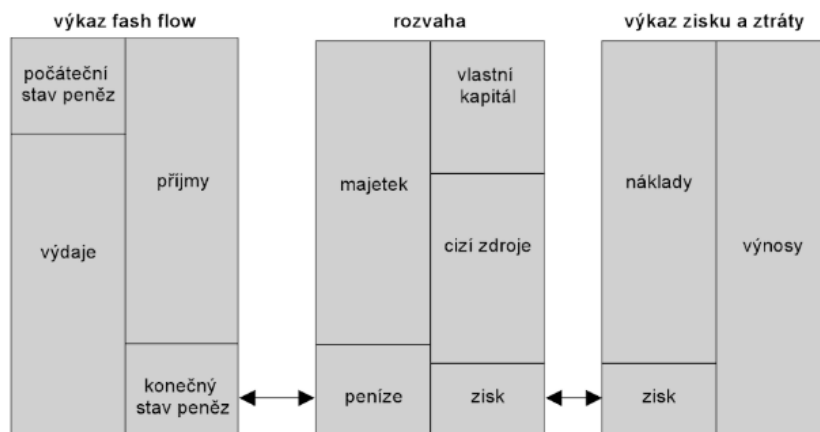 výkaz fash flow
počáteční
stav peněz
výdaje
příjmy
konečný
stav peněz
rozvaha
majetek
peníze
vlastní
kapitál
cizí zdroje
zisk
výkaz zisku a ztráty
náklady
zisk
výnosy